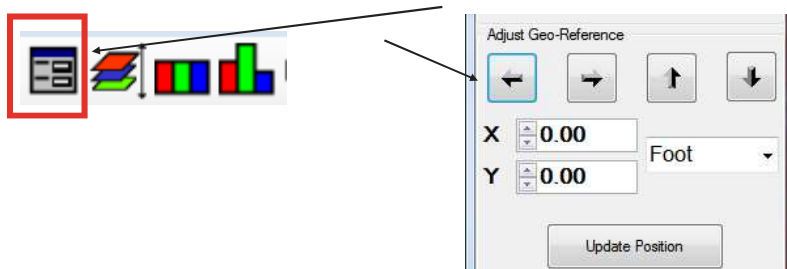 Adjust Geo-Reference
X 0.00
Foot
Y 0.00
Update Position